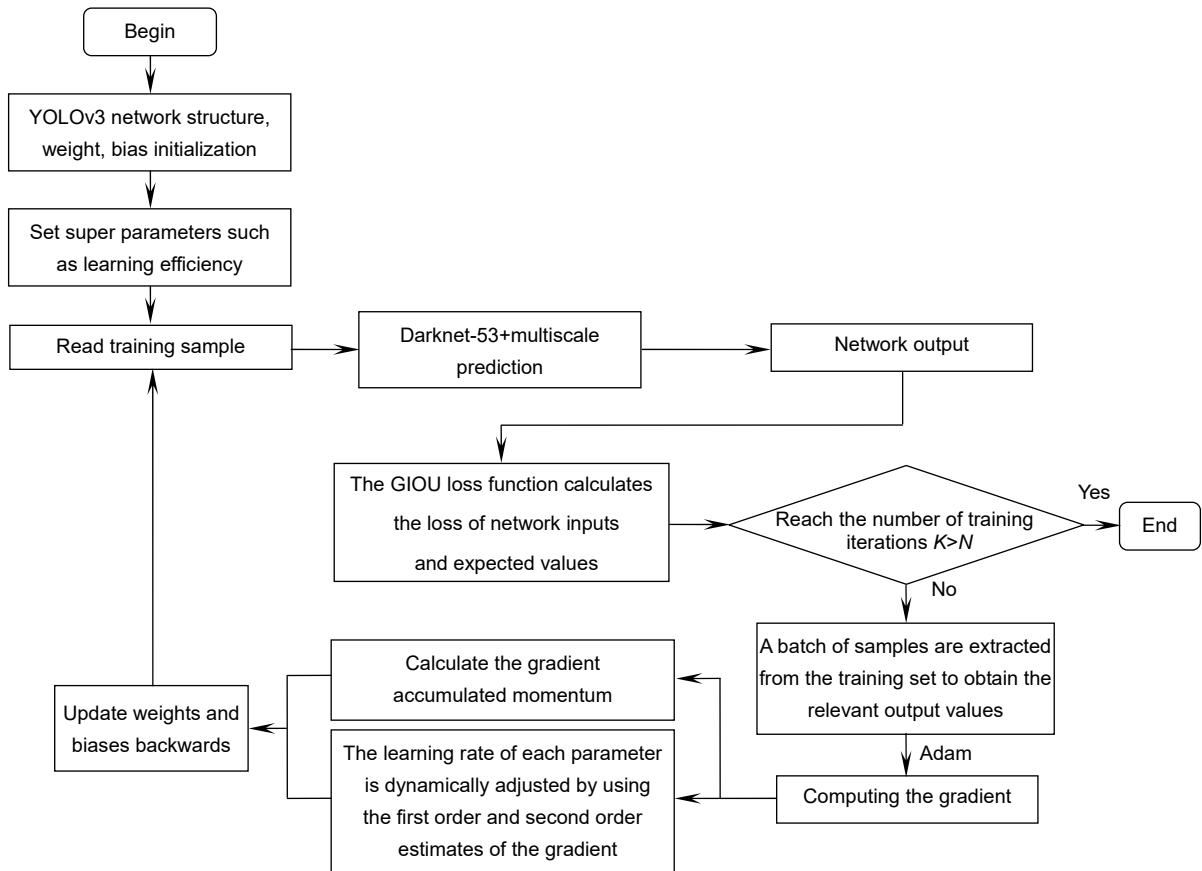 Begin
YOLOv3 network structure,
weight, bias initialization
Set super parameters such
as learning efficiency
Read training sample
Darknet-53+multiscale
prediction
Network output
The GIOU loss function calculates
the loss of network inputs
and expected values
Reach the number of training
iterations K>N
Yes
End
No
A batch of samples are extracted
from the training set to obtain the
relevant output values
Adam
Computing the gradient
Calculate the gradient
accumulated momentum
The learning rate of each parameter
is dynamically adjusted by using
the first order and second order
estimates of the gradient
Update weights and
biases backwards